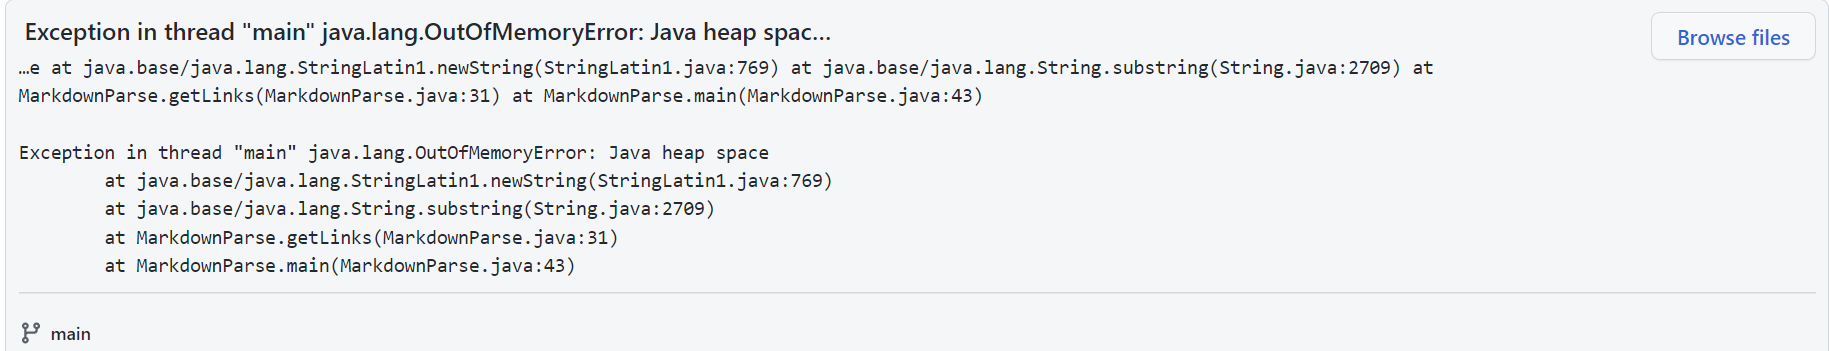 Exception in thread "main" java.lang.OutOfMemoryError: Java heap spac...
Browse files
…e at java.base/java.lang.StringLatin1.newString(StringLatin1.java:769) at java.base/java.lang.String.substring(String.java:2709) at
MarkdownParse.getLinks(MarkdownParse.java:31) at MarkdownParse.main(MarkdownParse.java:43)
Exception in thread "main" java.lang.OutOfMemoryError: Java heap space
at java.base/java.lang.StringLatin1.newString(StringLatin1.java:769)
at java.base/java.lang.String.substring(String.java:2709)
at MarkdownParse.getLinks(MarkdownParse.java:31)
at MarkdownParse.main(MarkdownParse.java:43)
main